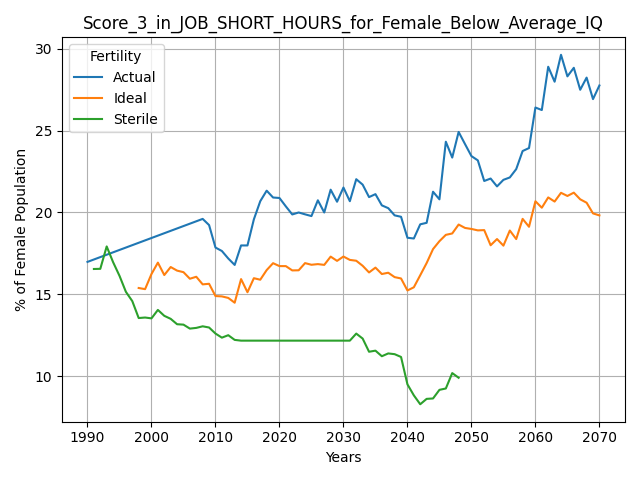 Score_3_in_JOB_SHORT_HOURS_for_Female_Below_Average_IQ
Fertility
Actual
Ideal
Sterile
% of Female Population
30
25
20
15
10
1990 2000 2010 2020 2030 2040 2050 2060 2070
Years